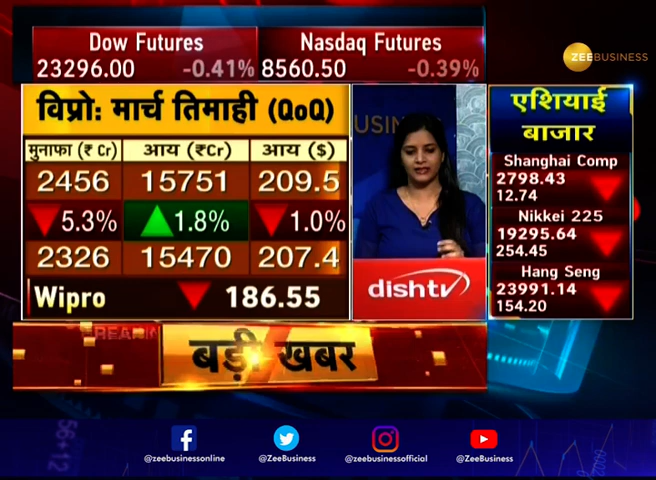 Dow Futures
23296.00 -0.41%
Nasdaq Futures
8560.50 -0.39%
ZEEBUSINESS
विप्रो: मार्च तिमाही (QoQ)
मुनाफा (₹ Cr) आय (₹Cr) आय ($)
2456 15751 209.5
5.3% 1.8% 1.0%
2326 15470 207.4
Wipro 186.55
USIN
dishtv
एशियाई
बाजार
Shanghai Comp
2798.43
12.74
Nikkei 225
19295.64
254.45
Hang Seng
23991.14
154.20
बड़ी खबर
@zeebusinessonline @ZeeBusiness @zeebusinessofficial @ZeeBusiness